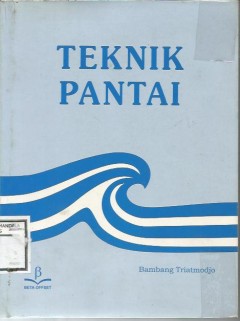 TEKNIK
PANTAI
Bambang Triatmodjo
β
BETA OFFSET